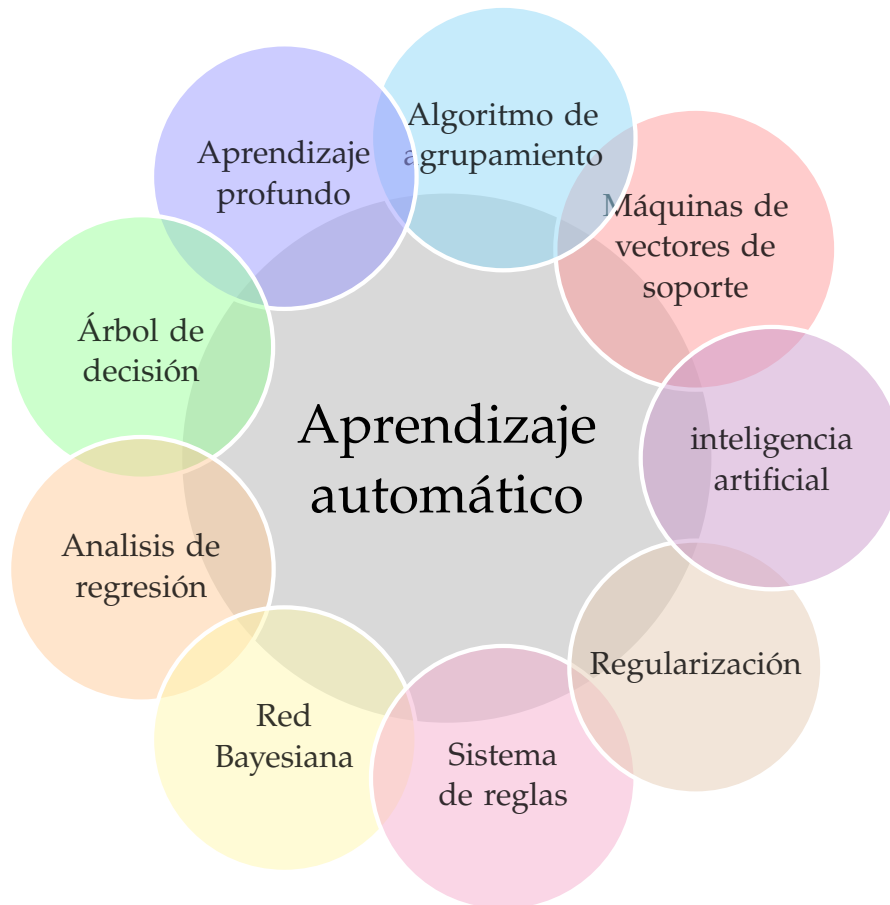 Algoritmo de
agrupamiento
Aprendizaje
profundo
Máquinas de
vectores de
soporte
Árbol de
decisión
Aprendizaje
automático
inteligencia
artificial
Analisis de
regresión
Regularización
Red
Bayesiana
Sistema
de reglas